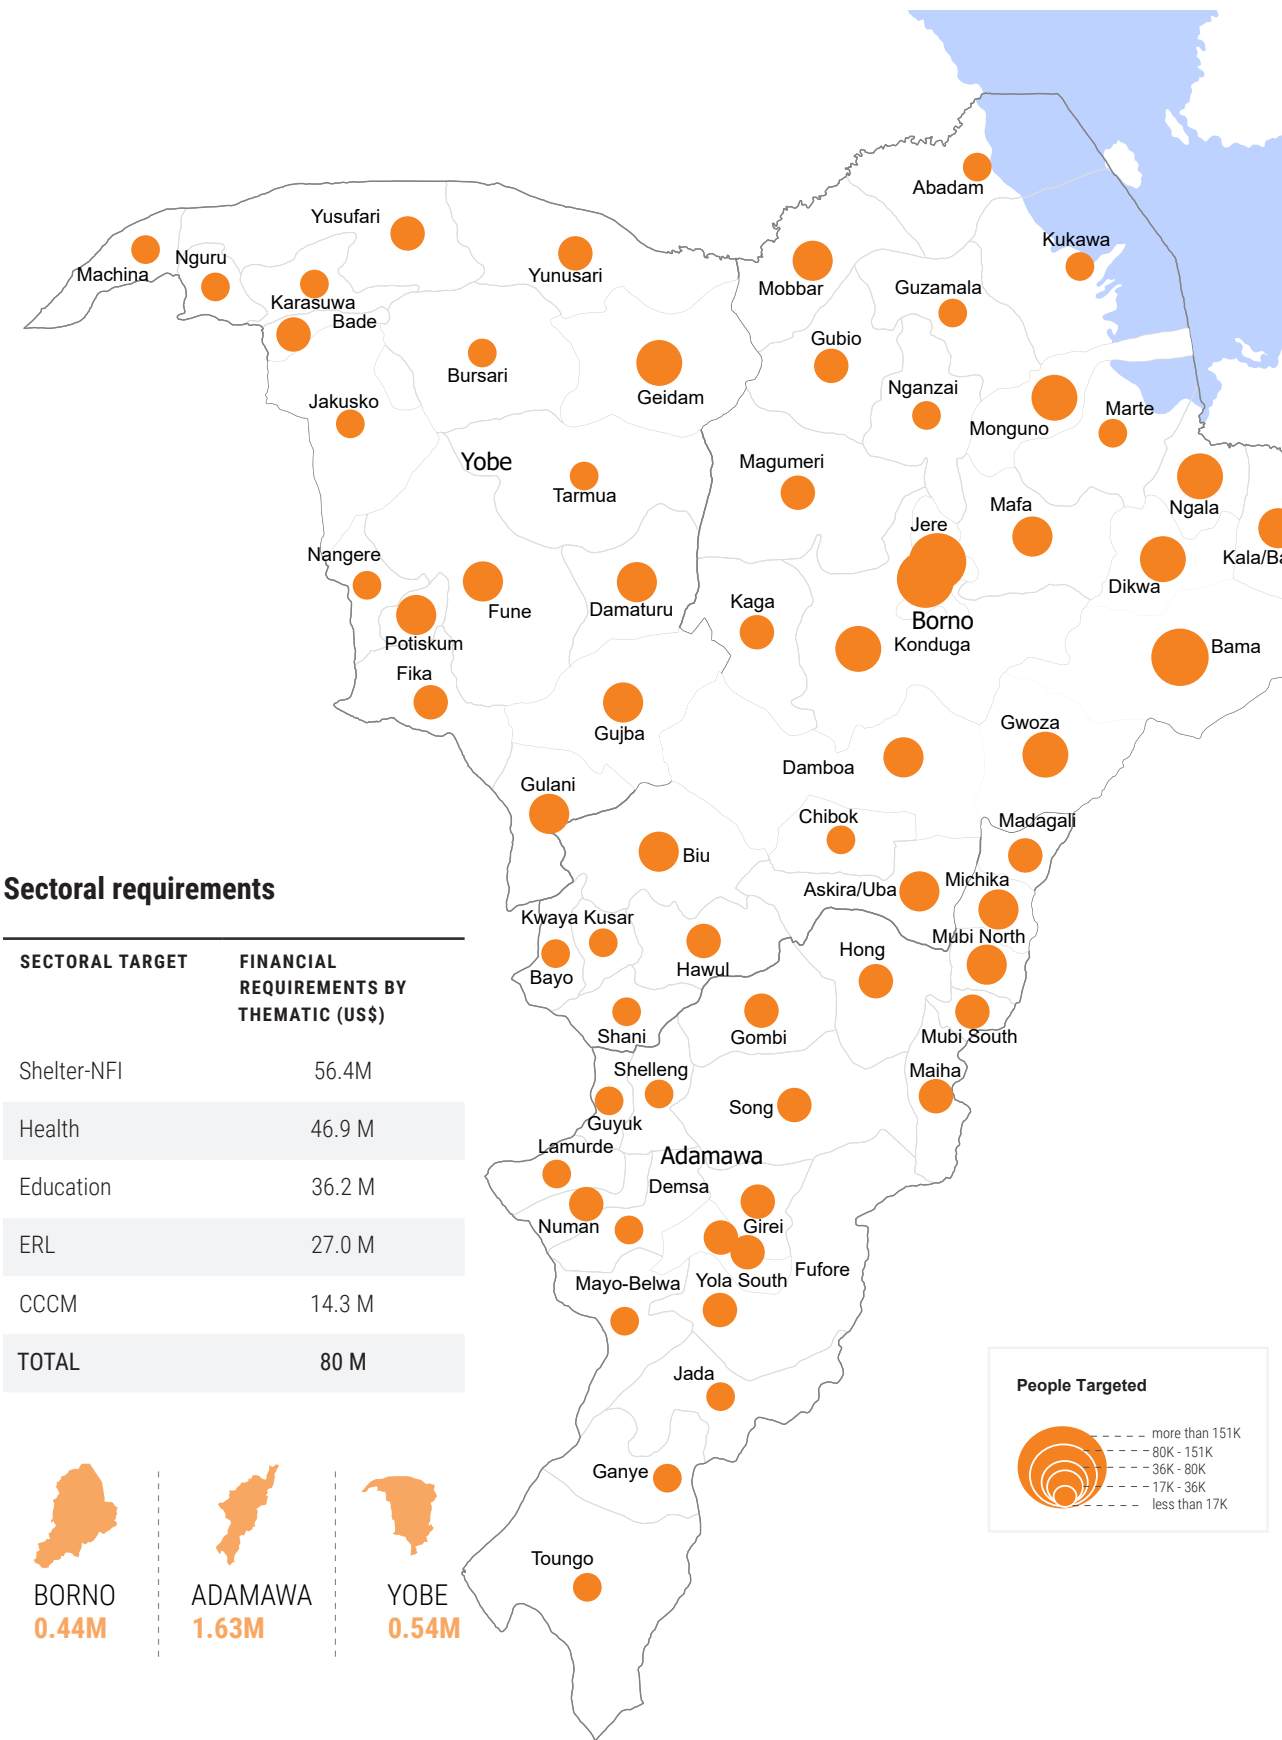 Abadam
Yusufari
Kukawa
Nguru
Machina
Yunusari
Mobbar
Guzamala
Karasuwa
Bade
Gubio
Bursari
Geidam
Nganzai
Jakusko
Marte
Monguno
Yobe
Magumeri
Tarmua
Mafa
Ngala
Jere
Nangere
Kala/Ba
Dikwa
Fune
Damaturu
Kaga
Borno
Potiskum
Konduga
Bama
Fika
Gwoza
Gujba
Damboa
Gulani
Chibok
Madagali
Biu
Askira/Uba
Michika
Kwaya Kusar
Mubi North
Hong
Bayo
Hawul
Shani
Gombi
Mubi South
Shelleng
Maiha
Song
Guyuk
Lamurde
Adamawa
Demsa
Numan
Girei
Fufore
Mayo-Belwa
Yola South
Jada
Ganye
Toungo
Sectoral requirements
SECTORAL TARGET
FINANCIAL
REQUIREMENTS BY
THEMATIC (US$)
Shelter-NFI 56.4M
Health 46.9 M
Education 36.2 M
ERL 27.0 M
CCCM 14.3 M
TOTAL 80 M
People Targeted
more than 151K
80K - 151K
36K - 80K
17K - 36K
less than 17K
BORNO
0.44M
ADAMAWA
1.63M
YOBE
0.54M